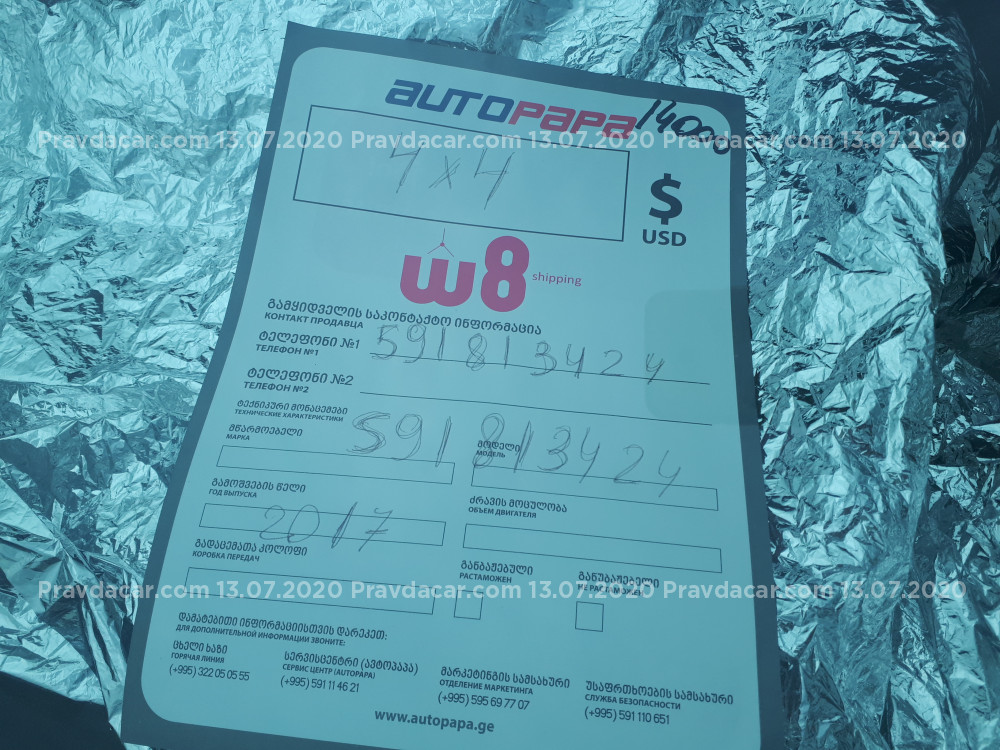 AUTOPAPA 14000
Pravdacar.com 13.07.2020 Pravdacar.com 13.07.2020 Pravdacar.com 13.07.2020
4x4
$
USD
w8 shipping
გამყიდველის საკონტაქტო ინფორმაცია
КОНТАКТ ПРОДАВЦА
ტელეფონი №1 591813424
ТЕЛЕФОН №1
ტელეფონი №2
ТЕЛЕФОН №2
ტექნიკური მონაცემები
ТЕХНИЧЕСКИЕ ХАРАКТЕРИСТИКИ
591813424
მწარმოებელი მოდელი
МАРКА МОДЕЛЬ
გამოშვების წელი ძრავის მოცულობა
ГОД ВЫПУСКА ОБЪЕМ ДВИГАТЕЛЯ
2017
გადაცემათა კოლოფი განბაჟებული განუბაჟებელი
КОРОБКА ПЕРЕДАЧ РАСТАМОЖЕН НЕ РАСТАМОЖЕН
Pravdacar.com 13.07.2020 Pravdacar.com 13.07.2020 Pravdacar.com 13.07.2020
დამატებითი ინფორმაციისთვის დარეკეთ:
ДЛЯ ДОПОЛНИТЕЛЬНОЙ ИНФОРМАЦИИ ЗВОНИТЕ:
ცხელი ხაზი სერვისცენტრი (ავტოპაპა) მარკეტინგის სამსახური უსაფრთხოების სამსახური
ГОРЯЧАЯ ЛИНИЯ СЕРВИС ЦЕНТР (AUTOPAPA) ОТДЕЛЕНИЕ МАРКЕТИНГА СЛУЖБА БЕЗОПАСНОСТИ
(+995) 322 05 05 55 (+995) 591 11 46 21 (+995) 595 69 77 07 (+995) 591 110 651
www.autopapa.ge